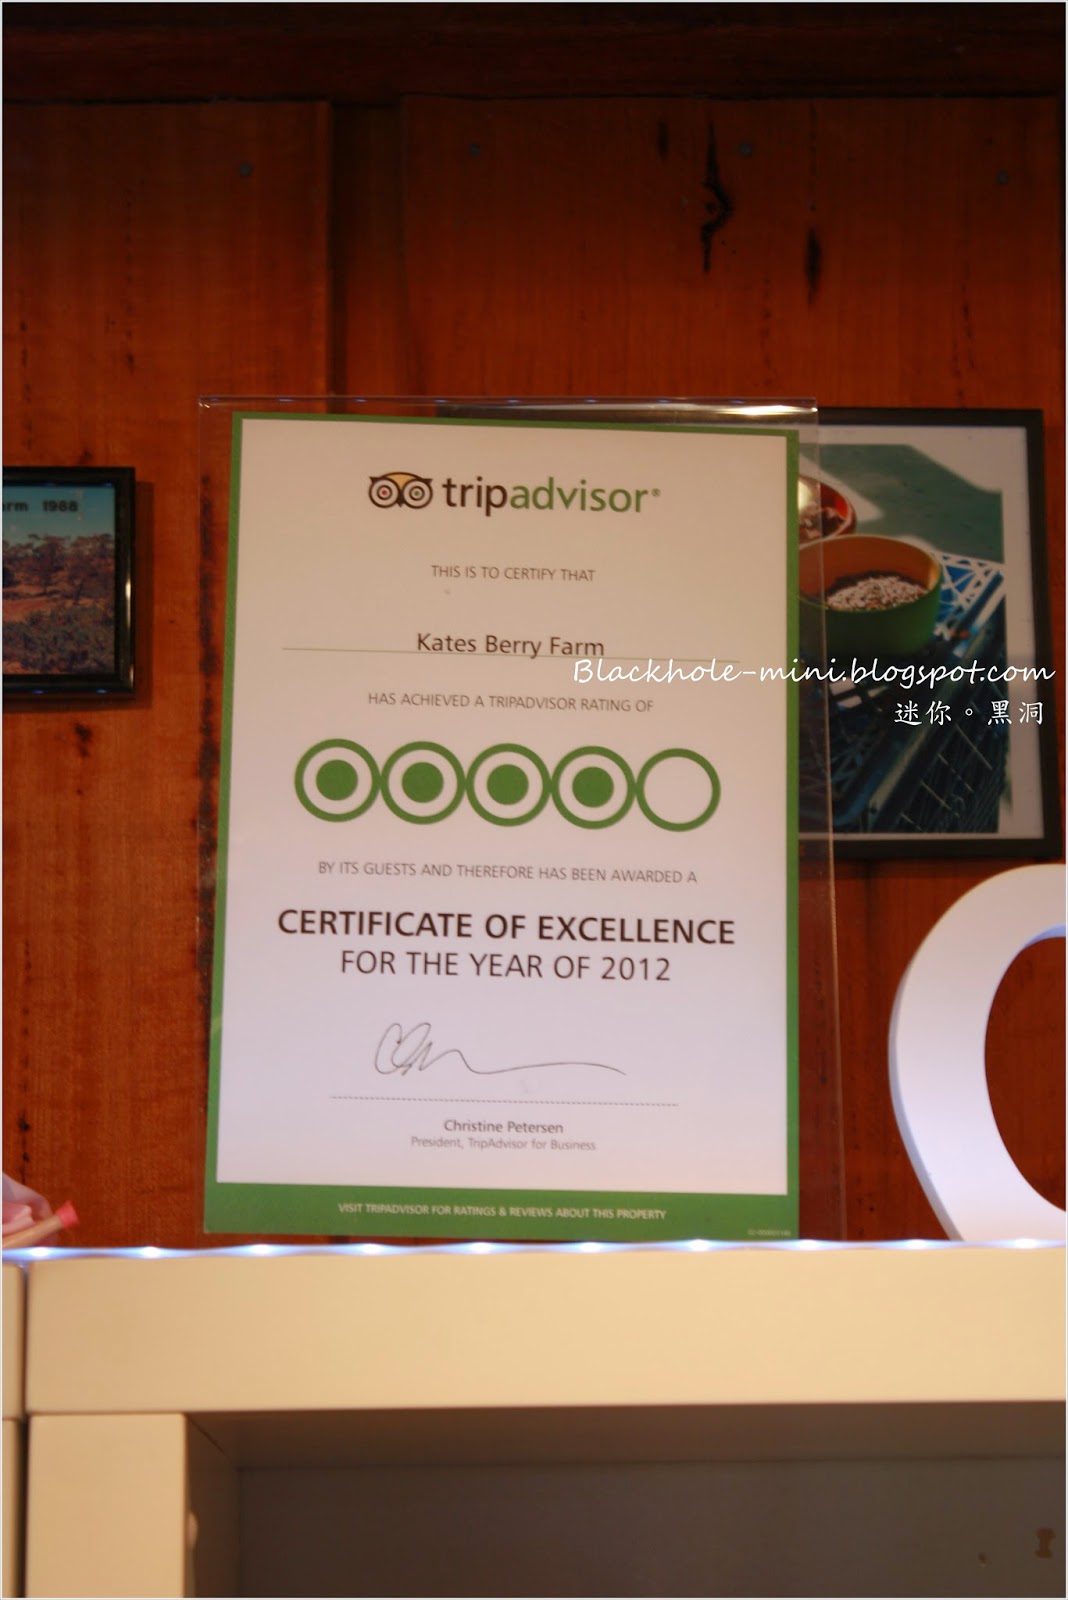 arm 1988
tripadvisor®
THIS IS TO CERTIFY THAT
Kates Berry Farm
Blackhole-mini.blogspot.com
迷你。黑洞
HAS ACHIEVED A TRIPADVISOR RATING OF
BY ITS GUESTS AND THEREFORE HAS BEEN AWARDED A
CERTIFICATE OF EXCELLENCE
FOR THE YEAR OF 2012
Christine Petersen
President, TripAdvisor for Business
VISIT TRIPADVISOR FOR RATINGS & REVIEWS ABOUT THIS PROPERTY